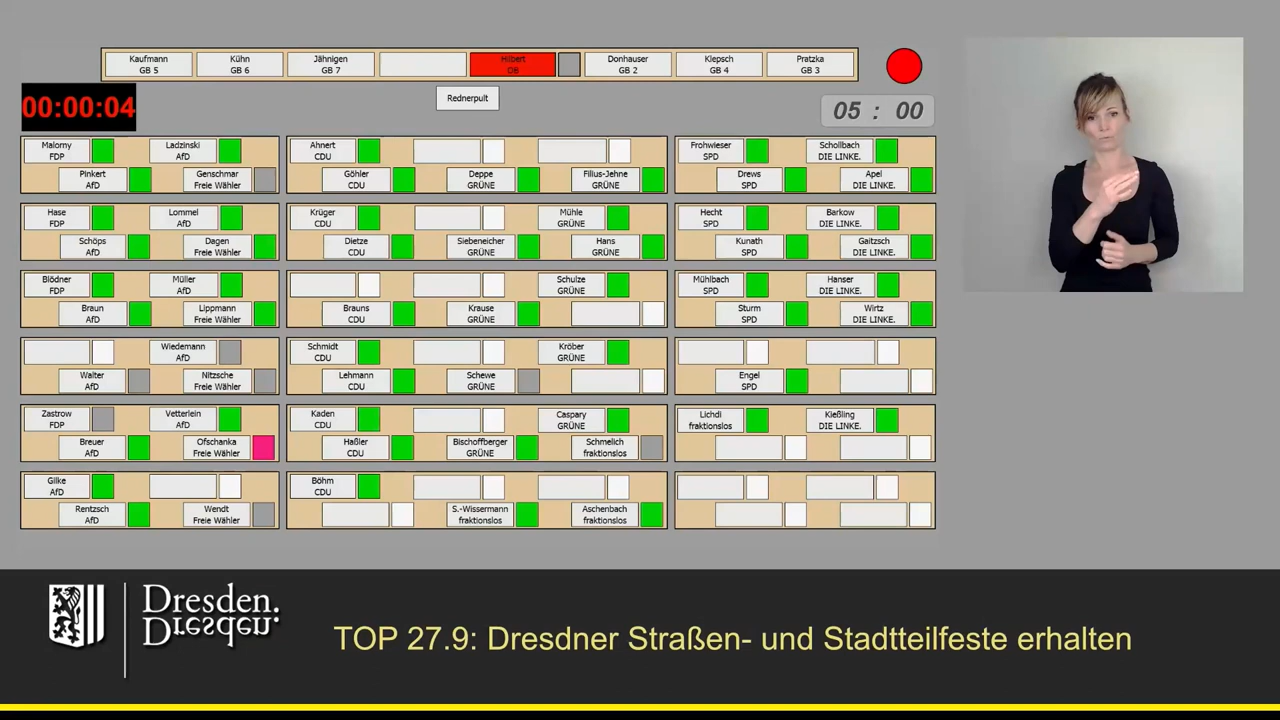 Kaufmann
GB 5
Kühn
GB 6
Jähnigen
GB 7
Hilbert
OB
Donhauser
GB 2
Klepsch
GB 4
Pratzka
GB 3
00:00:04
Rednerpult
05 : 00
Malorny
FDP
Ladzinski
AfD
Pinkert
AfD
Genschmar
Freie Wähler
Ahnert
CDU
Göhler
CDU
Deppe
GRÜNE
Filius-Jehne
GRÜNE
Frohwieser
SPD
Schollbach
DIE LINKE.
Drews
SPD
Apel
DIE LINKE.
Hase
FDP
Lommel
AfD
Schöps
AfD
Dagen
Freie Wähler
Krüger
CDU
Mühle
GRÜNE
Dietze
CDU
Siebeneicher
GRÜNE
Hans
GRÜNE
Hecht
SPD
Barkow
DIE LINKE.
Kunath
SPD
Gaitzsch
DIE LINKE.
Blödner
FDP
Müller
AfD
Braun
AfD
Lippmann
Freie Wähler
Schulze
GRÜNE
Brauns
CDU
Krause
GRÜNE
Mühlbach
SPD
Hanser
DIE LINKE.
Sturm
SPD
Wirtz
DIE LINKE.
Wiedemann
AfD
Walter
AfD
Nitzsche
Freie Wähler
Schmidt
CDU
Kröber
GRÜNE
Lehmann
CDU
Schewe
GRÜNE
Engel
SPD
Zastrow
FDP
Vetterlein
AfD
Breuer
AfD
Ofschanka
Freie Wähler
Kaden
CDU
Caspary
GRÜNE
Haßler
CDU
Bischoffberger
GRÜNE
Schmelich
fraktionslos
Lichdi
fraktionslos
Kießling
DIE LINKE.
Gilke
AfD
Rentzsch
AfD
Wendt
Freie Wähler
Böhm
CDU
S.-Wissermann
fraktionslos
Aschenbach
fraktionslos
Dresden.
Dresden.
TOP 27.9: Dresdner Straßen- und Stadtteilfeste erhalten